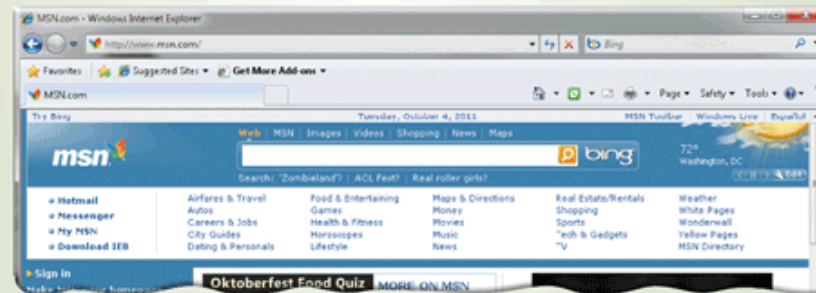 MSN.com - Windows Internet Explorer
http://www.msn.com/
Bing
Favorites Suggested Sites Get More Add-ons
MSN.com Page Safety Tools
Try Bing Tuesday, October 4, 2011 MSN Toolbar Windows Live Español
Web MSN Images Videos Shopping News Maps
msn bing 72°
Washington, DC
Search: "Zombieland"? ACL Fest? Real roller girls? Edit
Hotmail
Messenger
My MSN
Download IE8
Airfares & Travel Food & Entertaining Maps & Directions Real Estate/Rentals Weather
Autos Games Money Shopping White Pages
Careers & Jobs Health & Fitness Movies Sports Wonderwall
City Guides Horoscopes Music Tech & Gadgets Yellow Pages
Dating & Personals Lifestyle News TV MSN Directory
Sign in
Oktoberfest Food Quiz MORE ON MSN